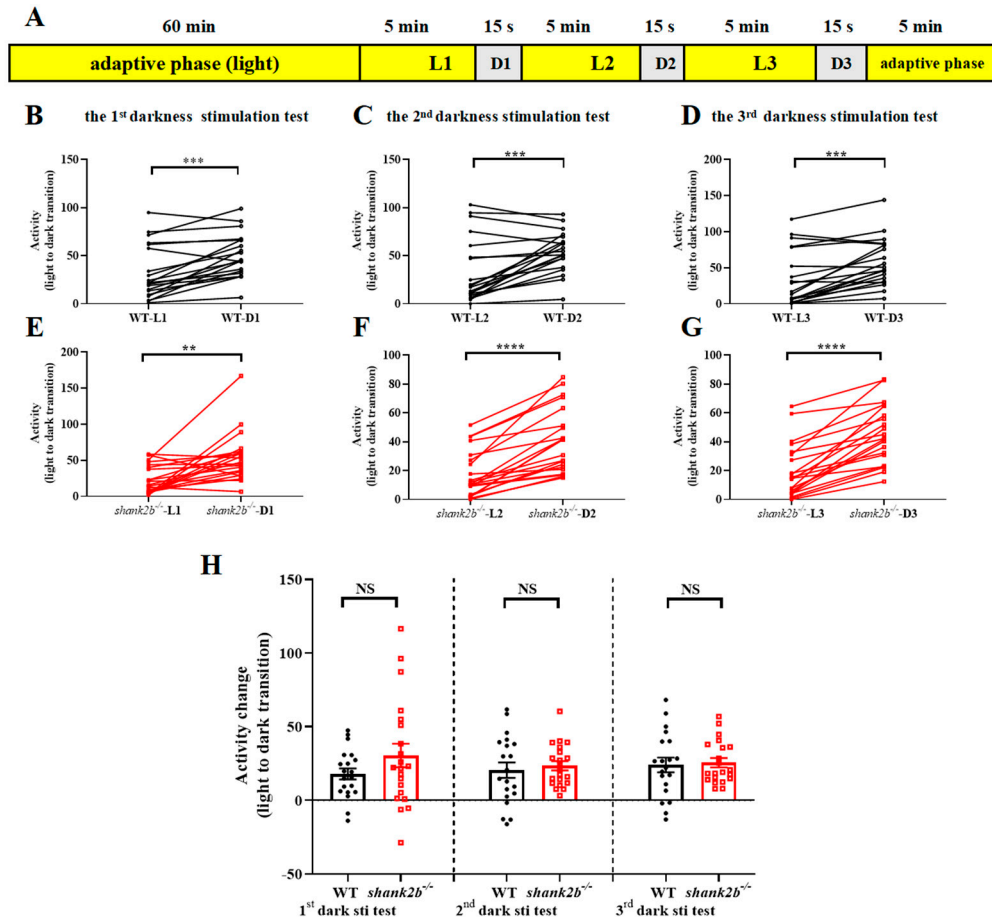 A
60 min 5 min 15 s 5 min 15 s 5 min 15 s 5 min
adaptive phase (light) L1 D1 L2 D2 L3 D3 adaptive phase
B the 1st darkness stimulation test
C the 2nd darkness stimulation test
D the 3rd darkness stimulation test
Activity
(light to dark transition)
150
100
50
0
***
WT-L1 WT-D1
Activity
(light to dark transition)
150
100
50
0
***
WT-L2 WT-D2
Activity
(light to dark transition)
200
150
100
50
0
***
WT-L3 WT-D3
E
Activity
(light to dark transition)
200
150
100
50
0
**
shank2b-/--L1 shank2b-/--D1
F
Activity
(light to dark transition)
100
80
60
40
20
0
****
shank2b-/--L2 shank2b-/--D2
G
Activity
(light to dark transition)
100
80
60
40
20
0
****
shank2b-/--L3 shank2b-/--D3
H
Activity change
(light to dark transition)
150
100
50
0
-50
NS NS NS
WT shank2b-/- WT shank2b-/- WT shank2b-/-
1st dark sti test 2nd dark sti test 3rd dark sti test